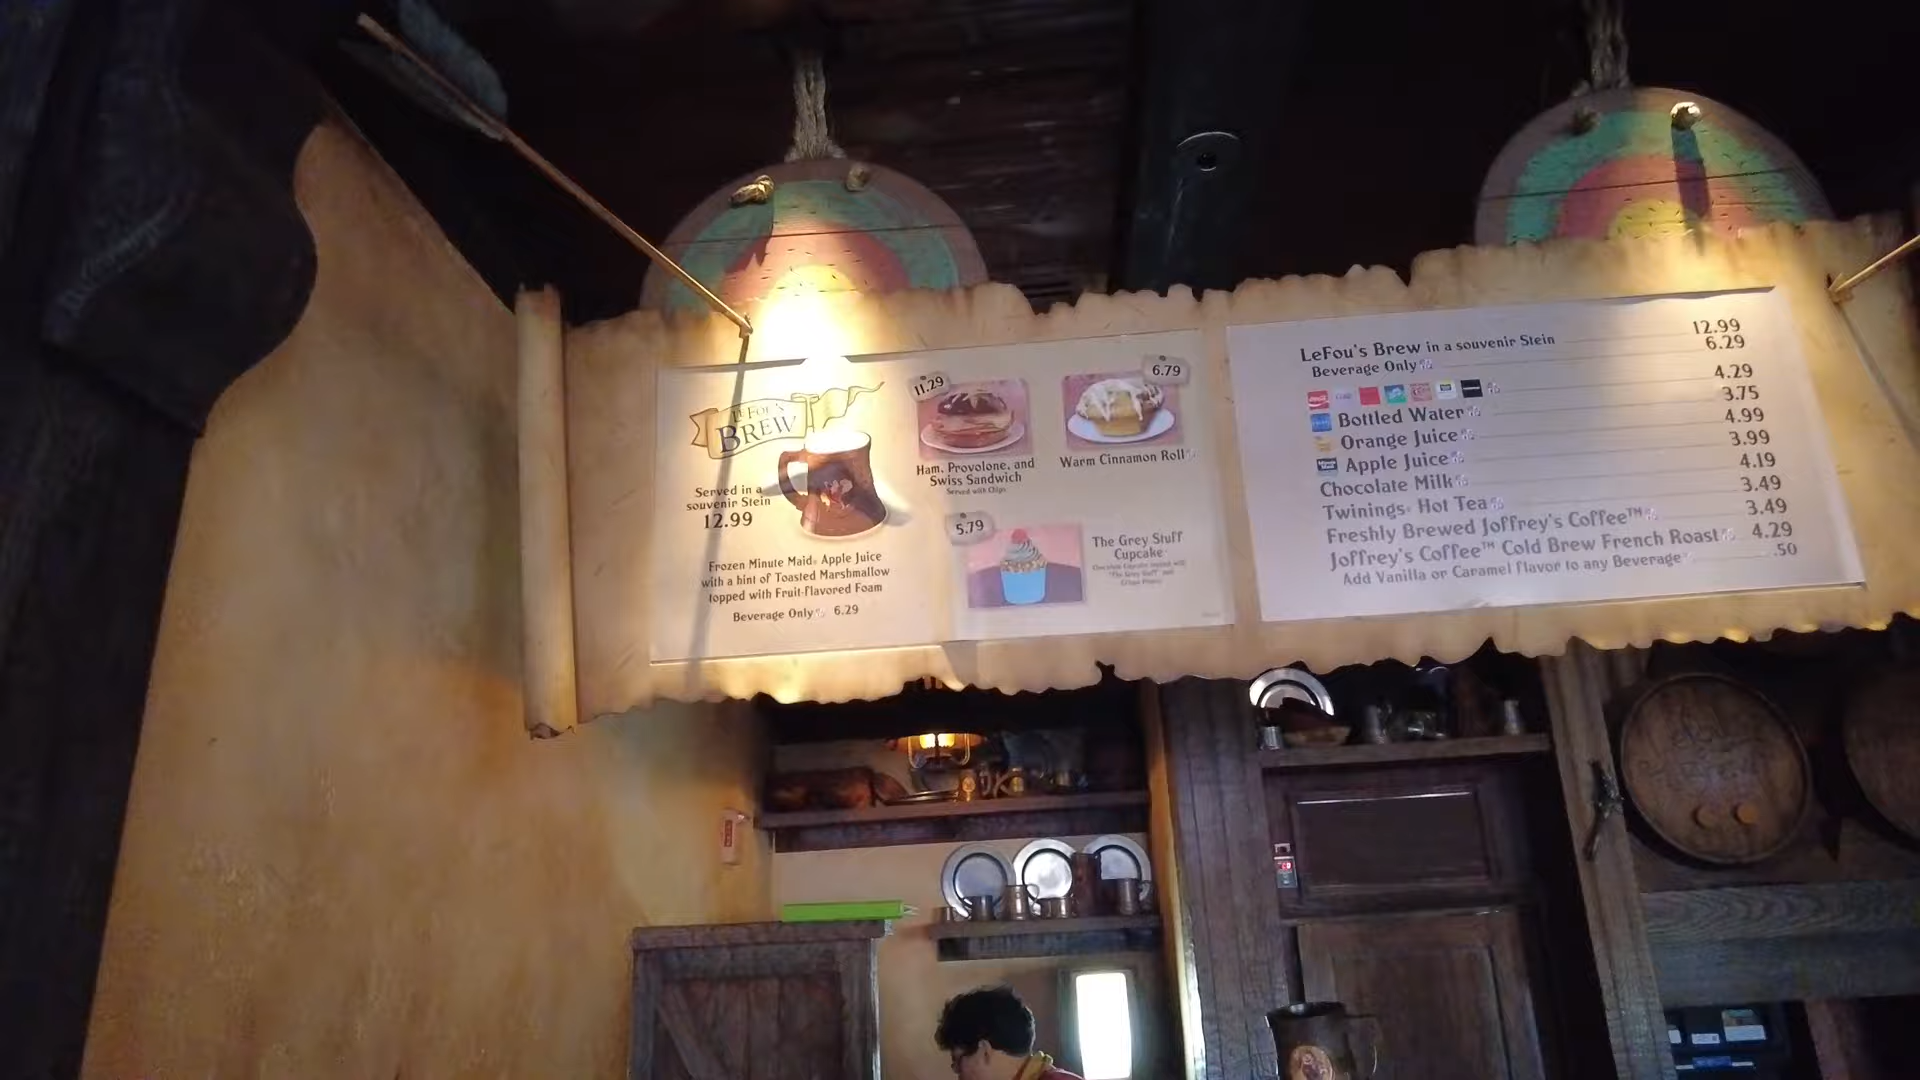 LeFou's
Brew
Served in a
souvenir Stein
12.99
Frozen Minute Maid® Apple Juice
with a hint of Toasted Marshmallow
topped with Fruit-flavored Foam
Beverage Only 6.29
11.29
Ham, Provolone, and
Swiss Sandwich
Served with Chips
6.79
Warm Cinnamon Roll
5.79
The Grey Stuff
Cupcake
LeFou's Brew in a souvenir Stein 12.99
Beverage Only 6.29
4.29
Bottled Water 3.75
Orange Juice 4.99
Apple Juice 3.99
Chocolate Milk 4.19
Twinings® Hot Tea 3.49
Freshly Brewed Joffrey's Coffee™ 3.49
Joffrey's Coffee™ Cold Brew French Roast 4.29
Add Vanilla or Caramel flavor to any Beverage .50